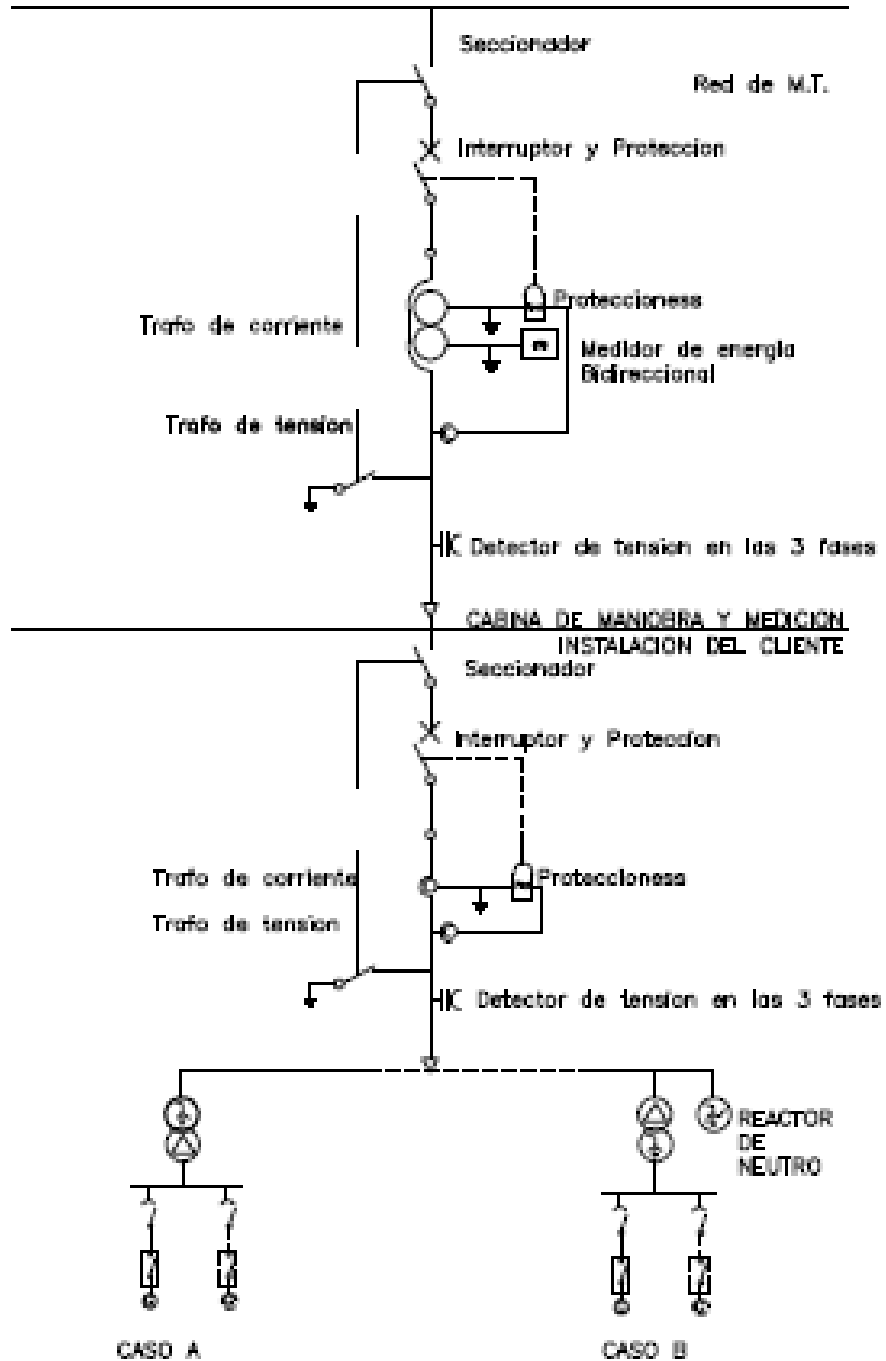 Seccionador
Red de M.T.
Interruptor y Proteccion
Proteccioness
Trafo de corriente
Medidor de energia
Bidireccional
Trafo de tension
Detector de tension en las 3 fases
CABINA DE MANIOBRA Y MEDICION
INSTALACION DEL CLIENTE
Seccionador
Interruptor y Proteccion
Trafo de corriente
Proteccioness
Trafo de tension
Detector de tension en las 3 fases
REACTOR
DE
NEUTRO
CASO A
CASO B